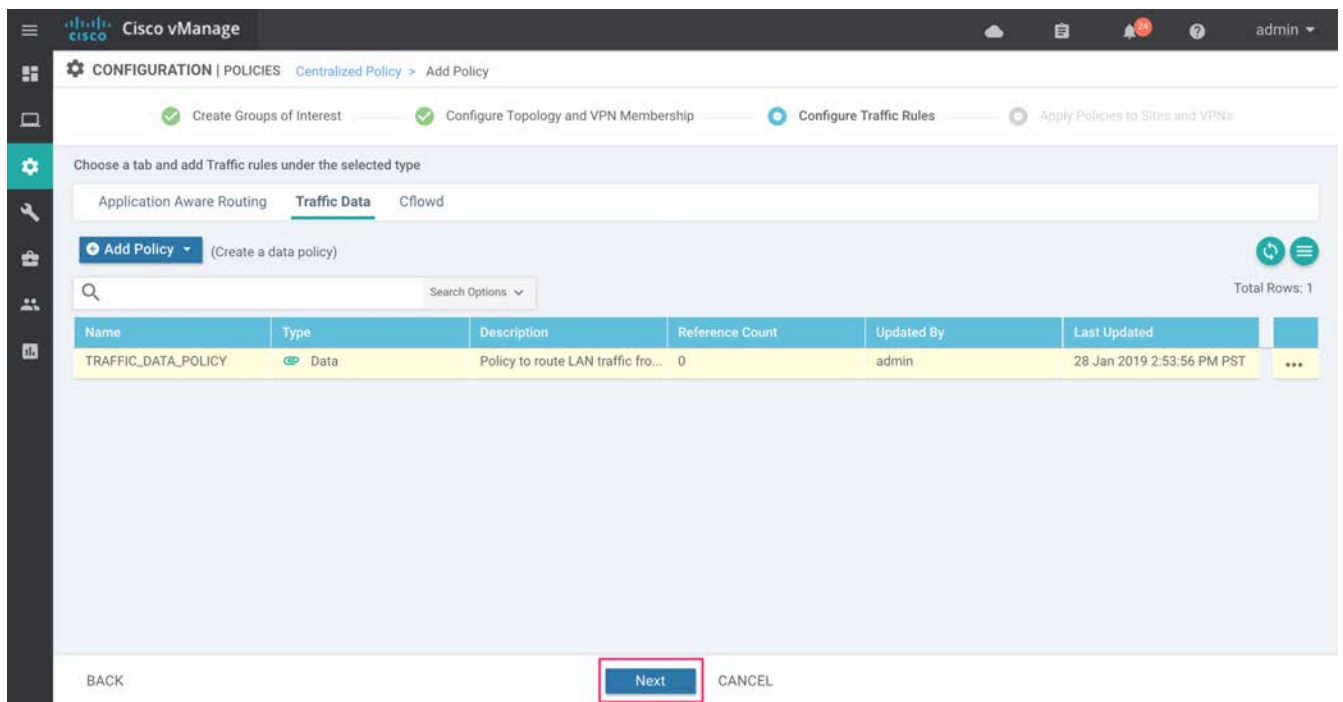 cisco Cisco vManage 24 admin
CONFIGURATION | POLICIES Centralized Policy > Add Policy
Create Groups of Interest Configure Topology and VPN Membership Configure Traffic Rules Apply Policies to Sites and VPNs
Choose a tab and add Traffic rules under the selected type
Application Aware Routing Traffic Data Cflowd
Add Policy (Create a data policy)
Search Options Total Rows: 1
Name Type Description Reference Count Updated By Last Updated
TRAFFIC_DATA_POLICY Data Policy to route LAN traffic fro... 0 admin 28 Jan 2019 2:53:56 PM PST
BACK Next CANCEL